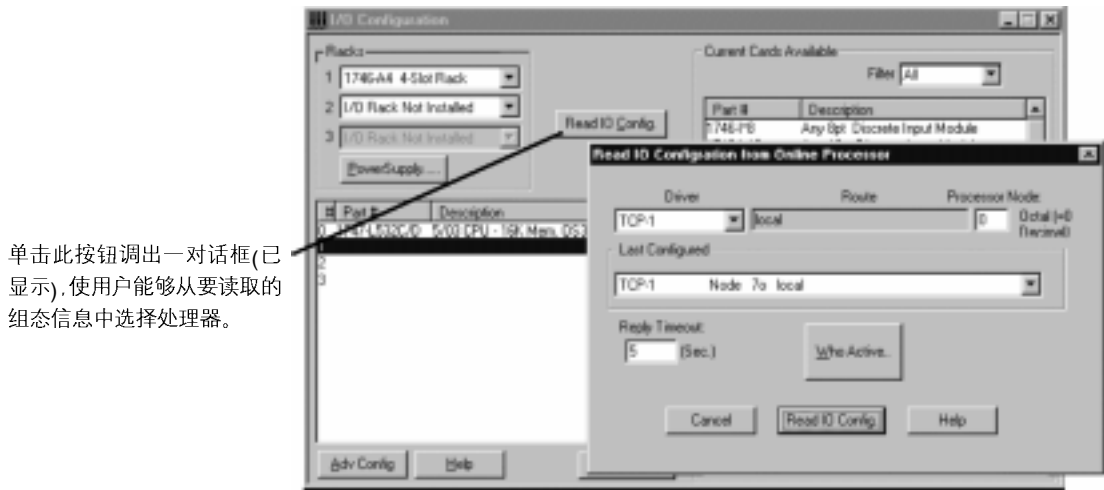 I/O Configuration
Racks
1 1746-A4 4-Slot Rack
2 I/O Rack Not Installed
3 I/O Rack Not Installed
PowerSupply ...
Read IO Config.
Current Cards Available
Filter All
Part # Description
1746-I*8 Any 8pt Discrete Input Module
# Part # Description
0 1747-L532C/D 5/03 CPU - 16K Mem. OS3
2
3
Adv Config
Help
Read IO Configration from Online Processor
Driver Route Processor Node:
TCP-1 local 0 Octal (=0
Decimal)
Last Configured
TCP-1 Node 7o local
Reply Timeout:
5 (Sec.)
Who Active..
Cancel
Read IO Config.
Help
单击此按钮调出一对话框(已
显示),使用户能够从要读取的
组态信息中选择处理器。